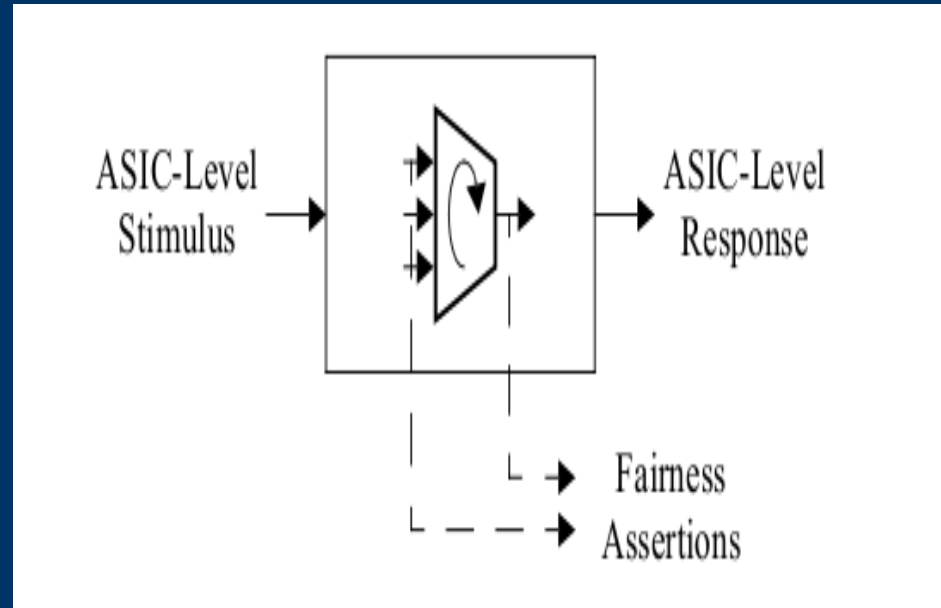 ASIC-Level
Stimulus
ASIC-Level
Response
Fairness
Assertions